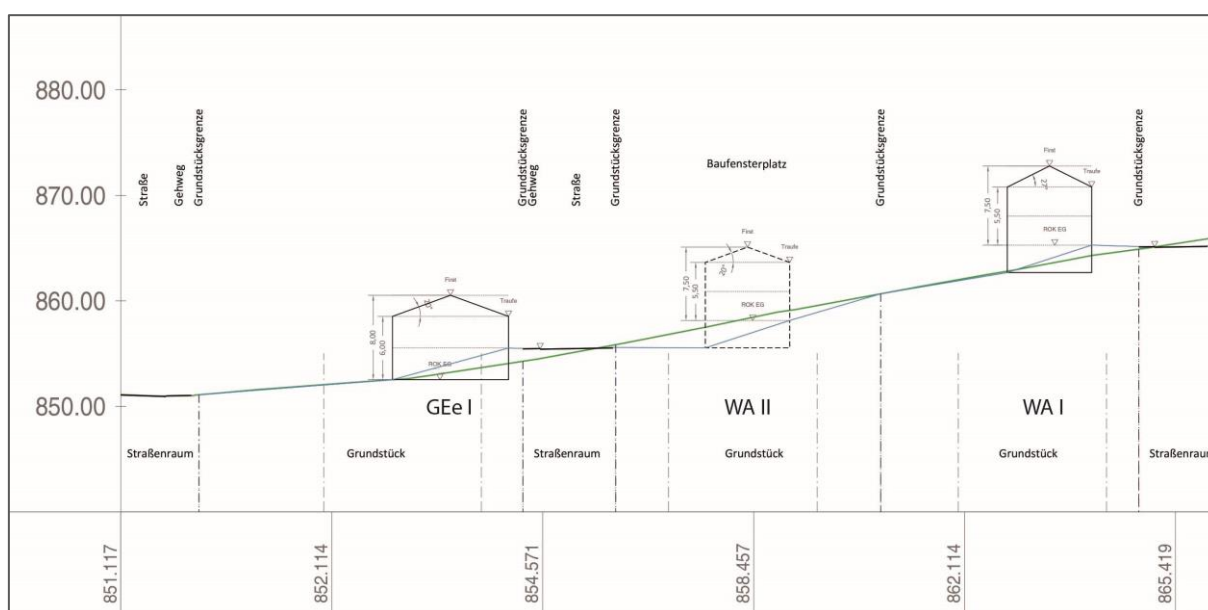 880.00
870.00
860.00
850.00
Straße
Gehweg
Grundstücksgrenze
Grundstücksgrenze
Gehweg
Straße
Grundstücksgrenze
Baufensterplatz
Grundstücksgrenze
Grundstücksgrenze
First
Traufe
8,00
6,00
ROK EG
First
Traufe
20°
7,50
5,50
ROK EG
First
Traufe
27°
7,50
5,50
ROK EG
GEe I
WA II
WA I
Straßenraum
Grundstück
Straßenraum
Grundstück
Grundstück
Straßenraum
851.117
852.114
854.571
858.457
862.114
865.419